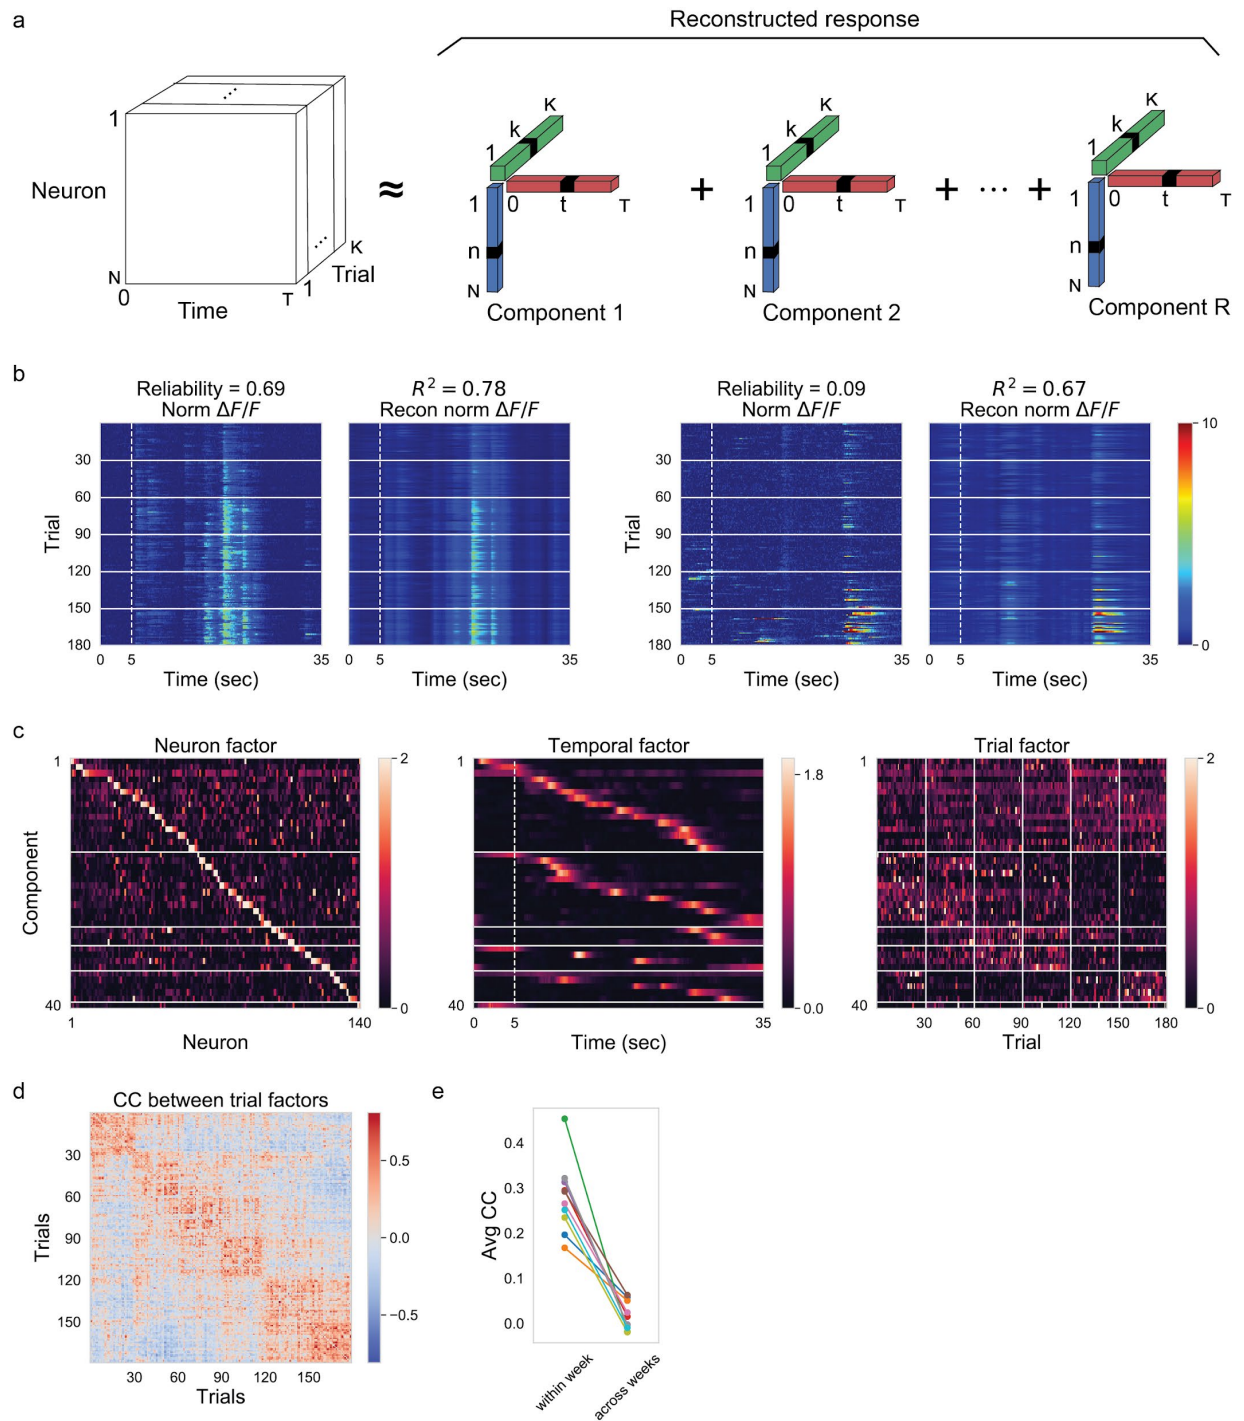 a
Reconstructed response
1
Neuron
N
0
Time
T
1
Trial
K
...
...
≈
1
k
K
1
0
t
T
n
N
Component 1
+
1
k
K
1
0
t
T
n
N
Component 2
+ ... +
1
k
K
1
0
t
T
n
N
Component R
b
Reliability = 0.69
Norm ΔF/F
R² = 0.78
Recon norm ΔF/F
Reliability = 0.09
Norm ΔF/F
R² = 0.67
Recon norm ΔF/F
Trial
30
60
90
120
150
180
0 5 35
Time (sec)
0 5 35
Time (sec)
Trial
30
60
90
120
150
180
0 5 35
Time (sec)
0 5 35
Time (sec)
10
0
c
Neuron factor
Component
1
40
1 140
Neuron
2
0
Temporal factor
1
40
0 5 35
Time (sec)
1.8
0.0
Trial factor
1
40
30 60 90 120 150 180
Trial
2
0
d
CC between trial factors
Trials
30
60
90
120
150
30 60 90 120 150
Trials
0.5
0.0
−0.5
e
Avg CC
0.4
0.3
0.2
0.1
0.0
within week
across weeks